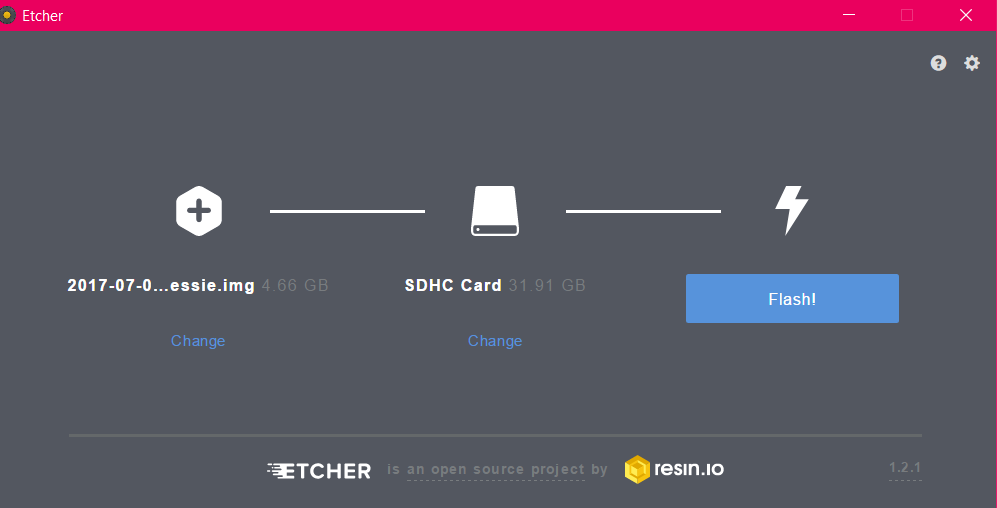 Etcher
2017-07-0...essie.img 4.66 GB
SDHC Card 31.91 GB
Flash!
Change
Change
ETCHER is an open source project by resin.io
1.2.1